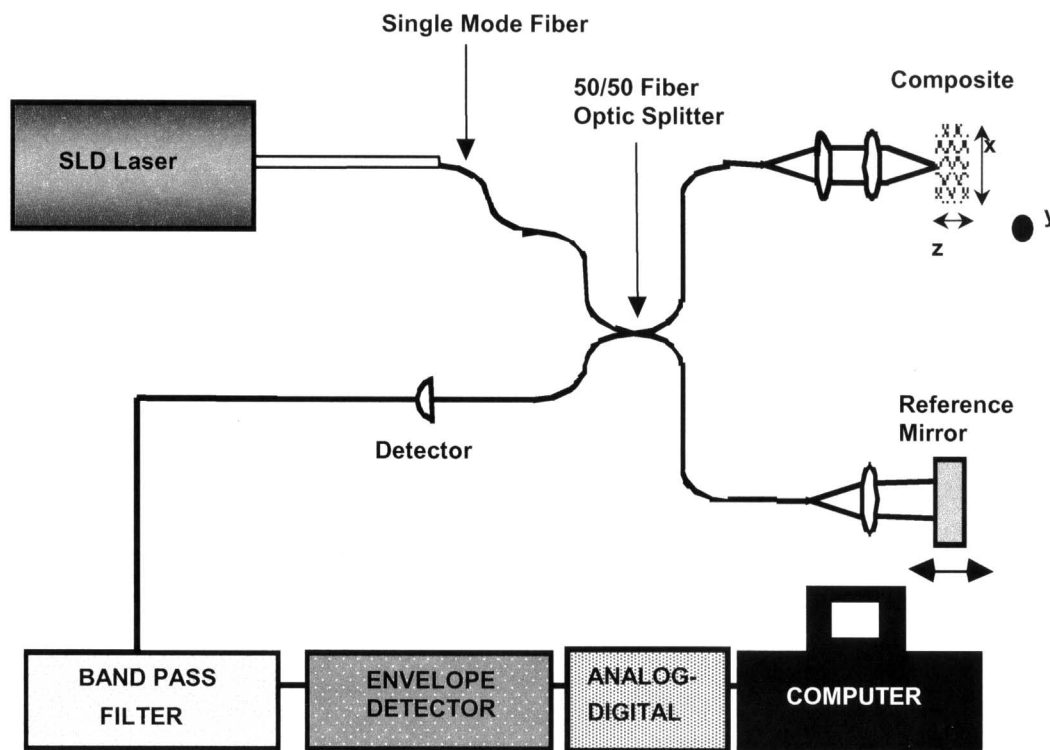 Single Mode Fiber
50/50 Fiber
Optic Splitter
Composite
SLD Laser
x
y
z
Reference
Mirror
Detector
BAND PASS
FILTER
ENVELOPE
DETECTOR
ANALOG-
DIGITAL
COMPUTER